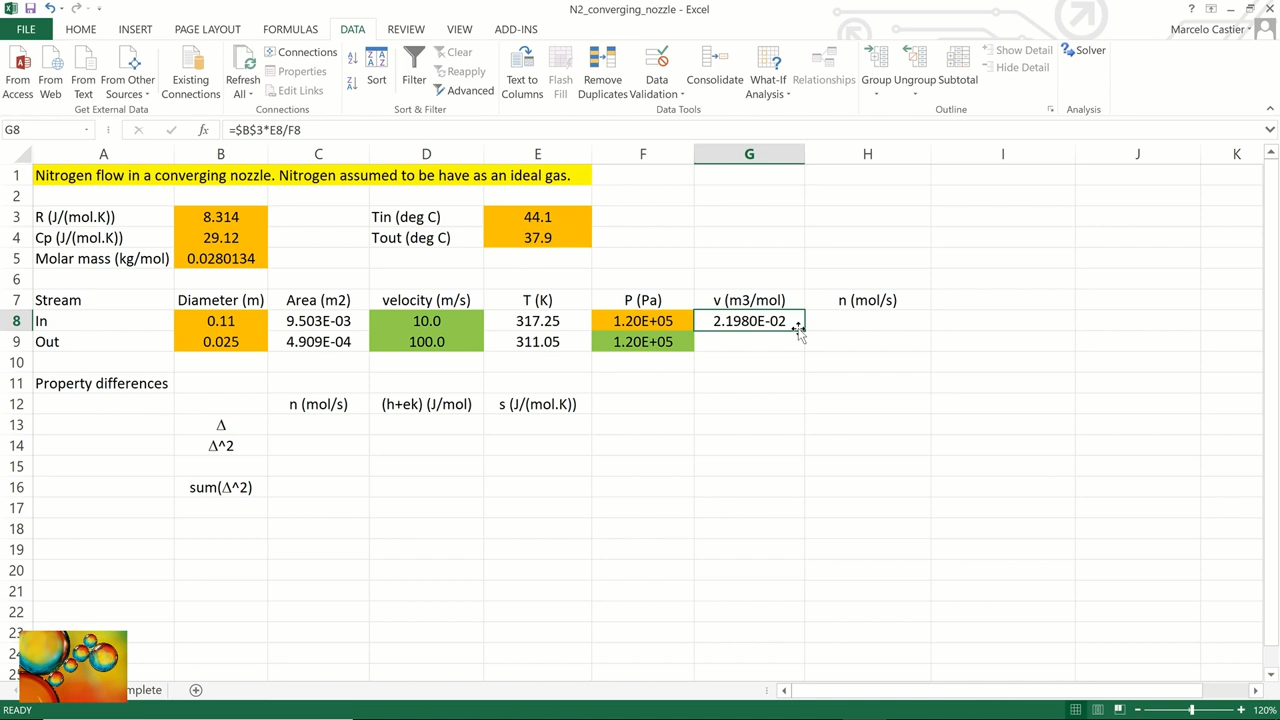 N2_converging_nozzle - Excel
FILE HOME INSERT PAGE LAYOUT FORMULAS DATA REVIEW VIEW ADD-INS Marcelo Castier
From Access From Web From Text From Other Sources Existing Connections Refresh All Connections Properties Edit Links Sort Filter Clear Reapply Advanced Text to Columns Flash Fill Remove Duplicates Data Validation Consolidate What-If Analysis Relationships Group Ungroup Subtotal Show Detail Hide Detail Solver
Get External Data Connections Sort & Filter Data Tools Outline Analysis
G8 fx =$B$3*E8/F8
A B C D E F G H I J K
1 Nitrogen flow in a converging nozzle. Nitrogen assumed to be have as an ideal gas.
2
3 R (J/(mol.K)) 8.314 Tin (deg C) 44.1
4 Cp (J/(mol.K)) 29.12 Tout (deg C) 37.9
5 Molar mass (kg/mol) 0.0280134
6
7 Stream Diameter (m) Area (m2) velocity (m/s) T (K) P (Pa) v (m3/mol) n (mol/s)
8 In 0.11 9.503E-03 10.0 317.25 1.20E+05 2.1980E-02
9 Out 0.025 4.909E-04 100.0 311.05 1.20E+05
10
11 Property differences
12 n (mol/s) (h+ek) (J/mol) s (J/(mol.K))
13 Δ
14 Δ^2
15
16 sum(Δ^2)
17
18
19
20
21
22
23
24
25
mplete
READY 120%